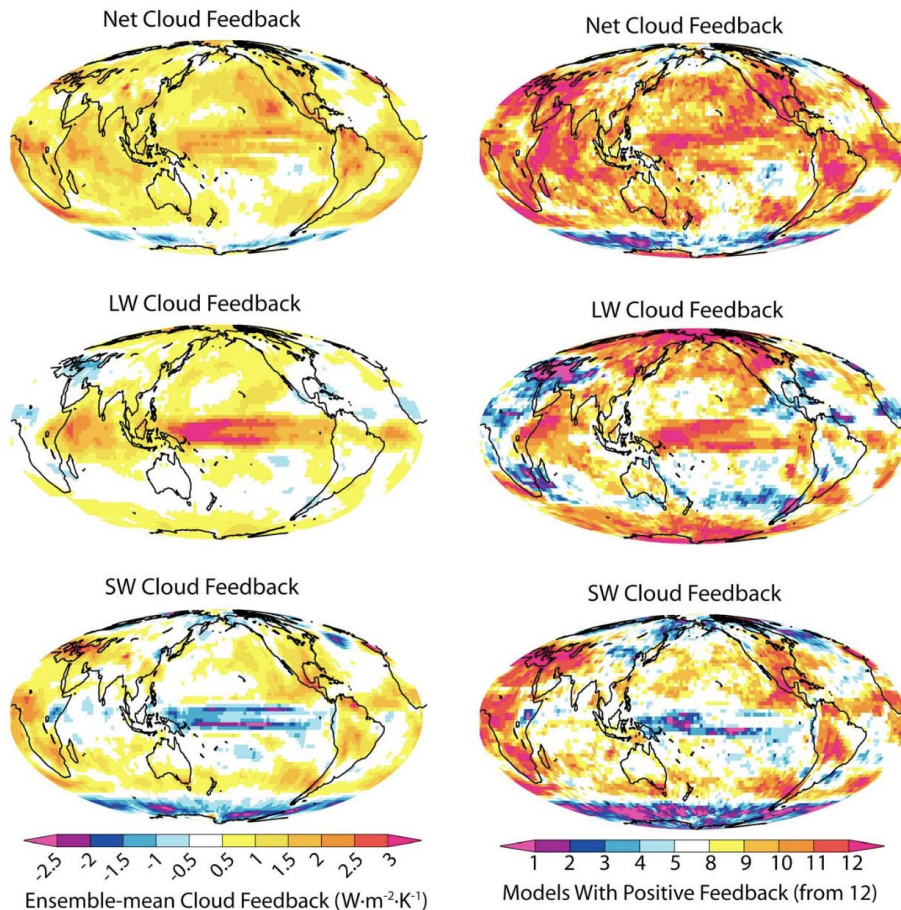 Net Cloud Feedback
Net Cloud Feedback
LW Cloud Feedback
LW Cloud Feedback
SW Cloud Feedback
SW Cloud Feedback
-2.5 -2 -1.5 -1 -0.5 0.5 1 1.5 2 2.5 3
1 2 3 4 5 8 9 10 11 12
Ensemble-mean Cloud Feedback (W·m⁻²·K⁻¹)
Models With Positive Feedback (from 12)